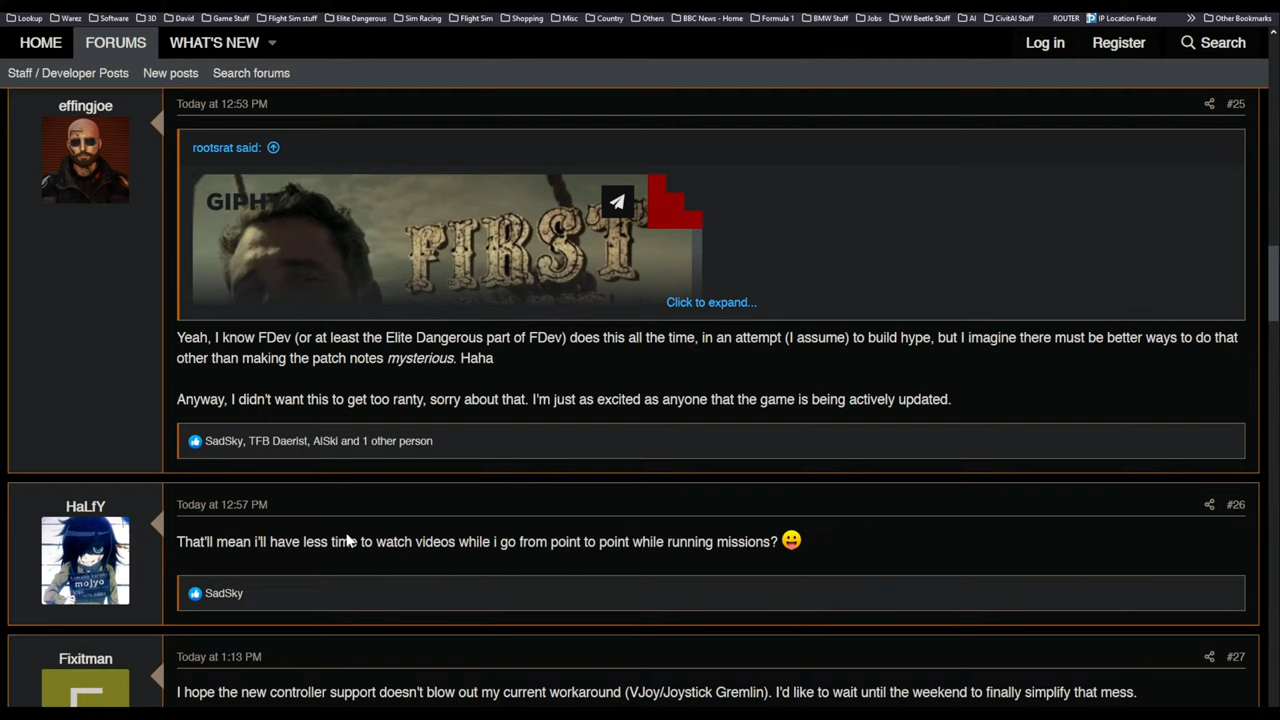 Lookup Warez Software 3D David Game Stuff Flight Sim stuff Elite Dangerous Sim Racing Flight Sim Shopping Misc Country Others BBC News - Home Formula 1 BMW Stuff Jobs VW Beetle Stuff AI CivitAI Stuff ROUTER IP Location Finder » Other Bookmarks
HOME FORUMS WHAT'S NEW Log in Register Search
Staff / Developer Posts New posts Search forums
effingjoe
Today at 12:53 PM #25
rootsrat said:
GIPHY
FIRST
Click to expand...
Yeah, I know FDev (or at least the Elite Dangerous part of FDev) does this all the time, in an attempt (I assume) to build hype, but I imagine there must be better ways to do that
other than making the patch notes mysterious. Haha
Anyway, I didn't want this to get too ranty, sorry about that. I'm just as excited as anyone that the game is being actively updated.
SadSky, TFB Daerist, AlSki and 1 other person
HaLfY
Today at 12:57 PM #26
That'll mean i'll have less time to watch videos while i go from point to point while running missions?
mojyo
SadSky
Fixitman
Today at 1:13 PM #27
F
I hope the new controller support doesn't blow out my current workaround (VJoy/Joystick Gremlin). I'd like to wait until the weekend to finally simplify that mess.